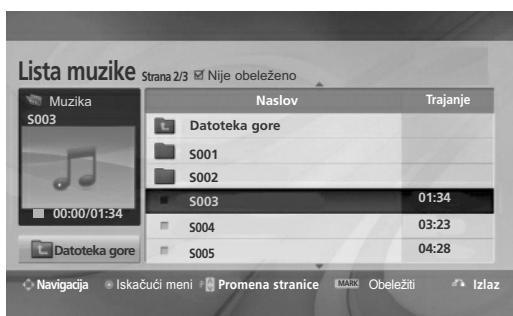 Lista muzike Strana 2/3 Nije obeleženo
Muzika
S003
00:00/01:34
Datoteka gore
Naslov Trajanje
Datoteka gore
S001
S002
S003 01:34
S004 03:23
S005 04:28
Navigacija Iskačući meni Promena stranice MARK Obeležiti Izlaz